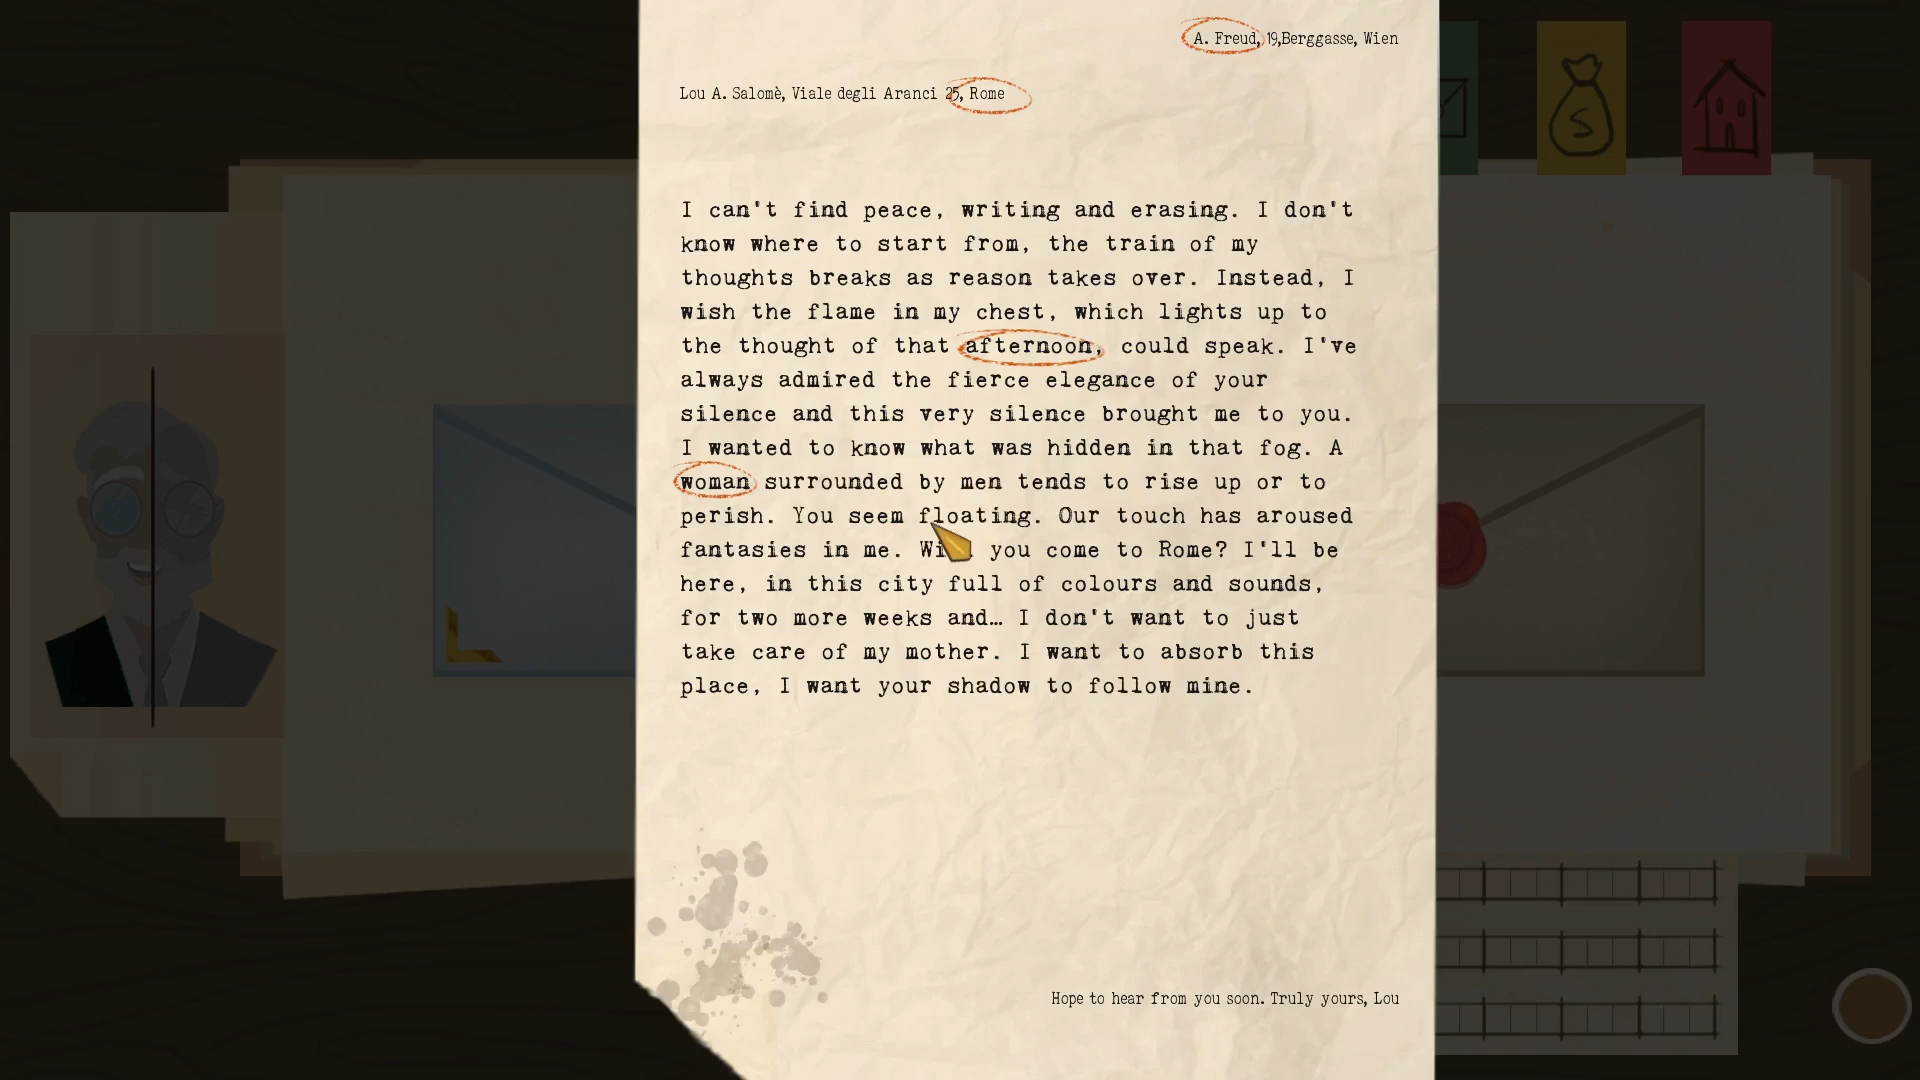 A. Freud, 19,Berggasse, Wien
Lou A. Salomè, Viale degli Aranci 25, Rome
I can't find peace, writing and erasing. I don't
know where to start from, the train of my
thoughts breaks as reason takes over. Instead, I
wish the flame in my chest, which lights up to
the thought of that afternoon, could speak. I've
always admired the fierce elegance of your
silence and this very silence brought me to you.
I wanted to know what was hidden in that fog. A
woman surrounded by men tends to rise up or to
perish. You seem floating. Our touch has aroused
fantasies in me. Will you come to Rome? I'll be
here, in this city full of colours and sounds,
for two more weeks and… I don't want to just
take care of my mother. I want to absorb this
place, I want your shadow to follow mine.
Hope to hear from you soon. Truly yours, Lou
S